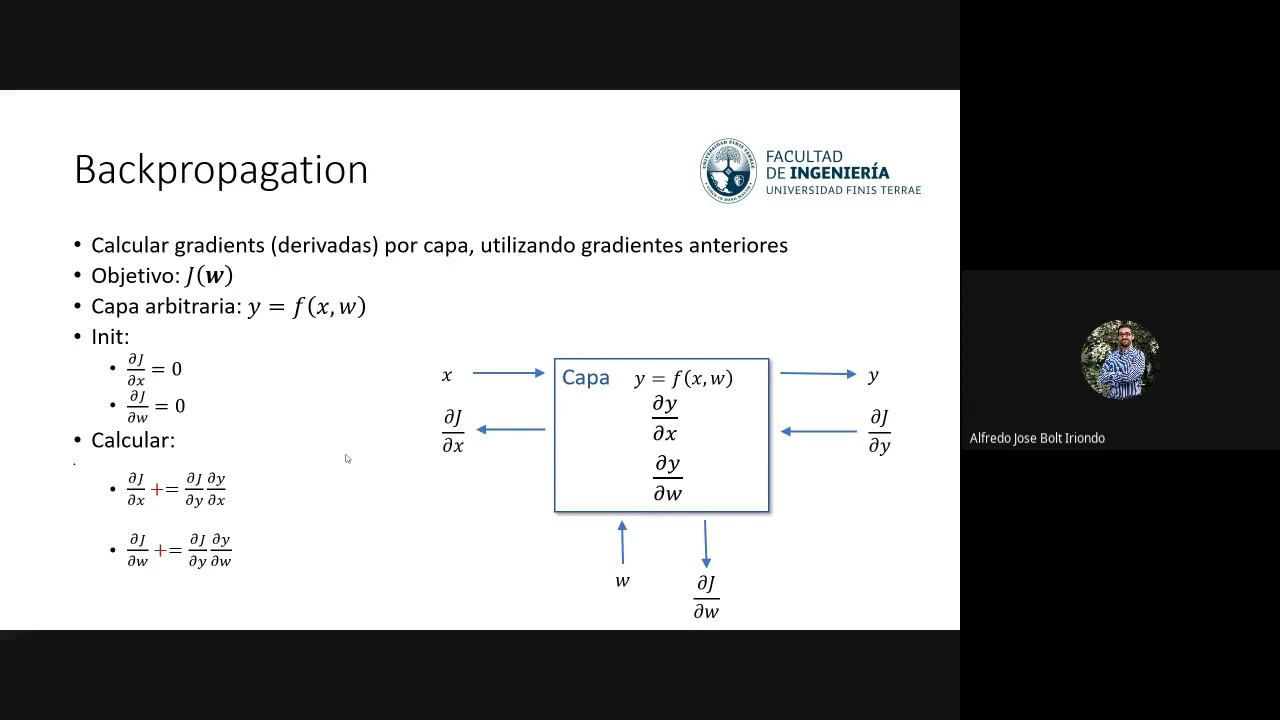 Backpropagation
FACULTAD
DE INGENIERÍA
UNIVERSIDAD FINIS TERRAE
• Calcular gradients (derivadas) por capa, utilizando gradientes anteriores
• Objetivo: J(w)
• Capa arbitraria: y = f(x, w)
• Init:
• ∂J/∂x = 0
• ∂J/∂w = 0
• Calcular:
• ∂J/∂x += ∂J/∂y ∂y/∂x
• ∂J/∂w += ∂J/∂y ∂y/∂w
x
Capa y = f(x, w)
y
∂J/∂x
∂y/∂x
∂J/∂y
∂y/∂w
w
∂J/∂w
Alfredo Jose Bolt Iriondo